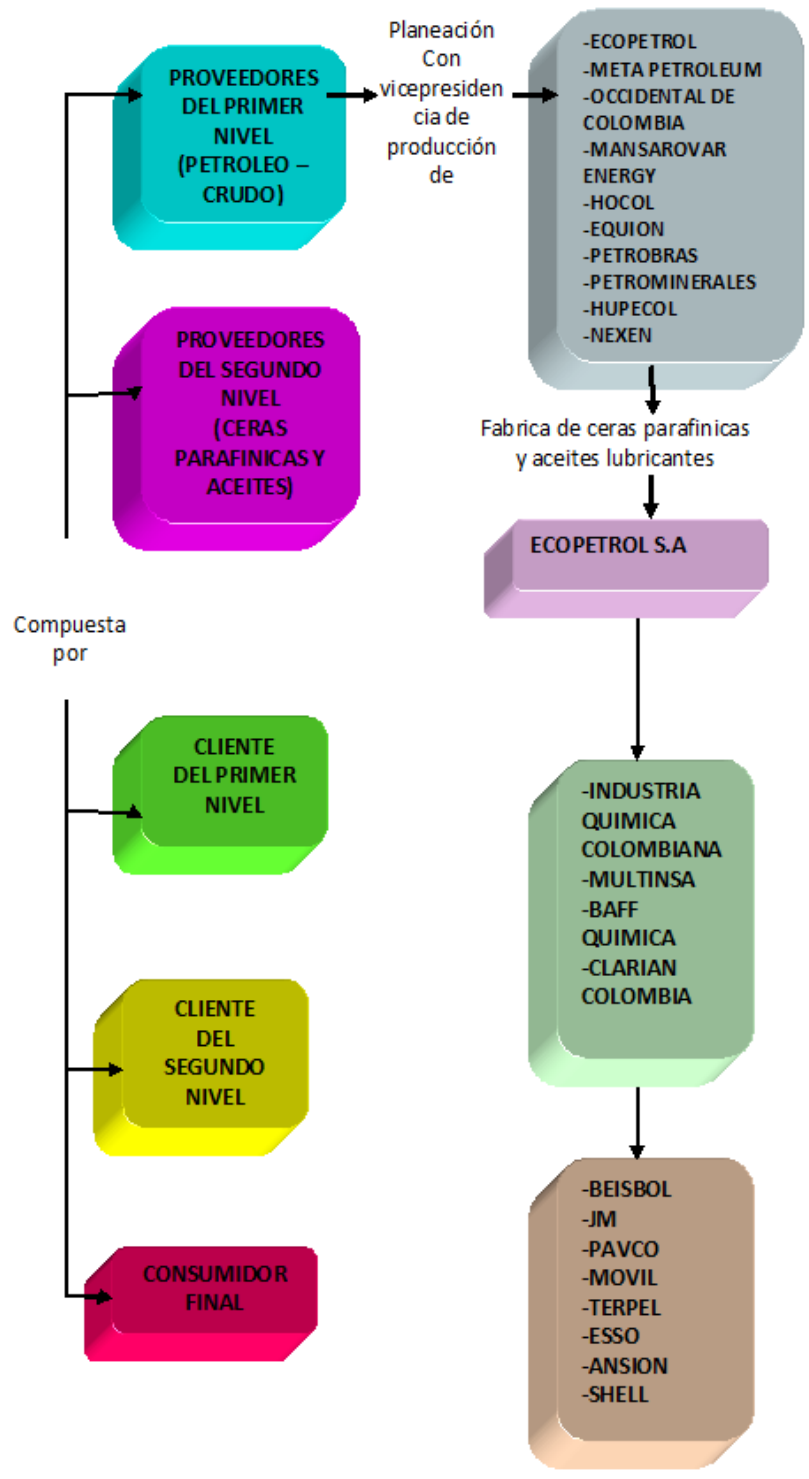 PROVEEDORES
DEL PRIMER
NIVEL
(PETROLEO –
CRUDO)
Planeación
Con
vicepresiden
cia de
producción
de
-ECOPETROL
-META PETROLEUM
-OCCIDENTAL DE
COLOMBIA
-MANSAROVAR
ENERGY
-HOCOL
-EQUION
-PETROBRAS
-PETROMINERALES
-HUPECOL
-NEXEN
PROVEEDORES
DEL SEGUNDO
NIVEL
(CERAS
PARAFINICAS Y
ACEITES)
Fabrica de ceras parafinicas
y aceites lubricantes
ECOPETROL S.A
Compuesta
por
CLIENTE
DEL PRIMER
NIVEL
-INDUSTRIA
QUIMICA
COLOMBIANA
-MULTINSA
-BAFF
QUIMICA
-CLARIAN
COLOMBIA
CLIENTE
DEL
SEGUNDO
NIVEL
-BEISBOL
-JM
-PAVCO
-MOVIL
-TERPEL
-ESSO
-ANSION
-SHELL
CONSUMIDOR
FINAL